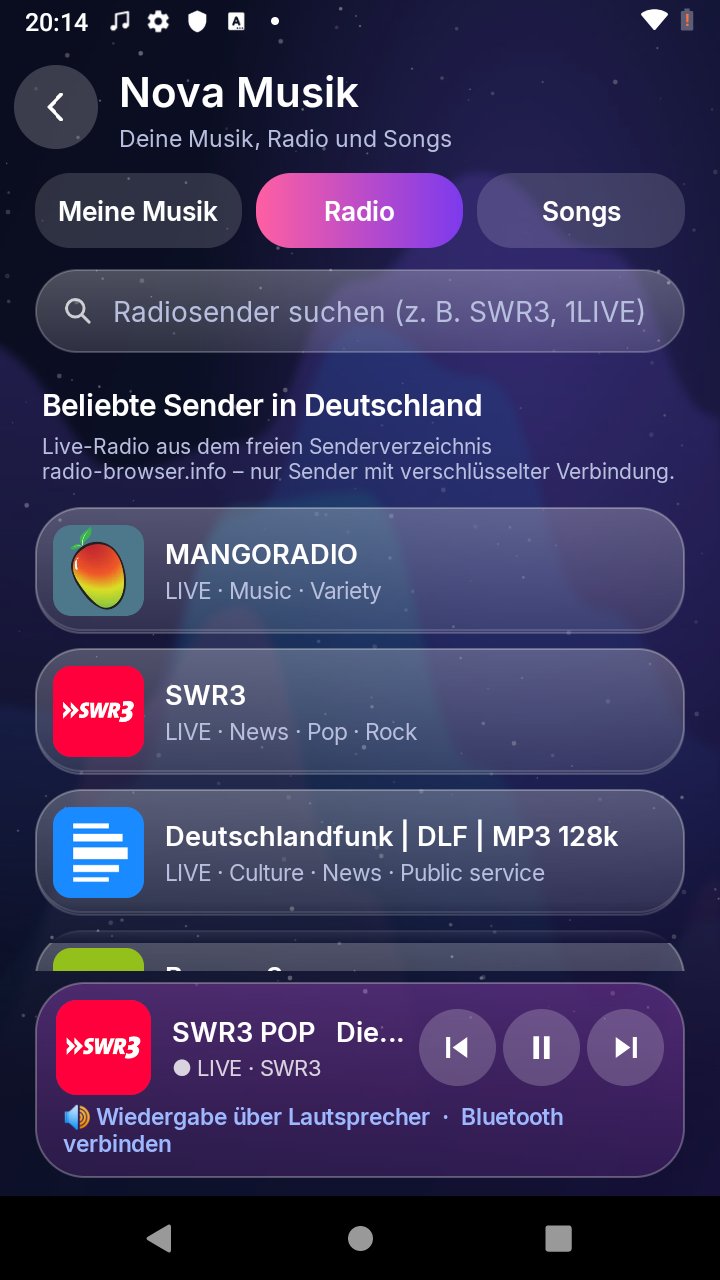 20:14
Nova Musik
Deine Musik, Radio und Songs
Meine Musik
Radio
Songs
Radiosender suchen (z. B. SWR3, 1LIVE)
Beliebte Sender in Deutschland
Live-Radio aus dem freien Senderverzeichnis
radio-browser.info – nur Sender mit verschlüsselter Verbindung.
MANGORADIO
LIVE · Music · Variety
SWR3
SWR3
LIVE · News · Pop · Rock
Deutschlandfunk | DLF | MP3 128k
LIVE · Culture · News · Public service
SWR3
SWR3 POP Die...
LIVE · SWR3
Wiedergabe über Lautsprecher · Bluetooth
verbinden